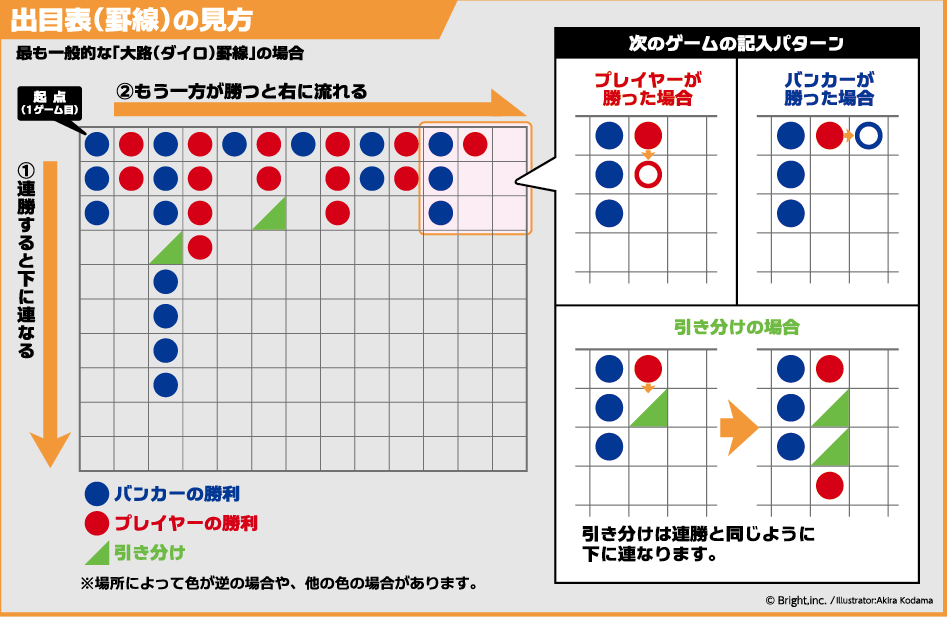 出目表(罫線)の見方
最も一般的な「大路(ダイロ)罫線」の場合
起点
(1ゲーム目)
②もう一方が勝つと右に流れる
①連勝すると下に連なる
バンカーの勝利
プレイヤーの勝利
引き分け
※場所によって色が逆の場合や、他の色の場合があります。
次のゲームの記入パターン
プレイヤーが
勝った場合
バンカーが
勝った場合
引き分けの場合
引き分けは連勝と同じように
下に連なります。
© Bright,inc. /Illustrator:Akira Kodama